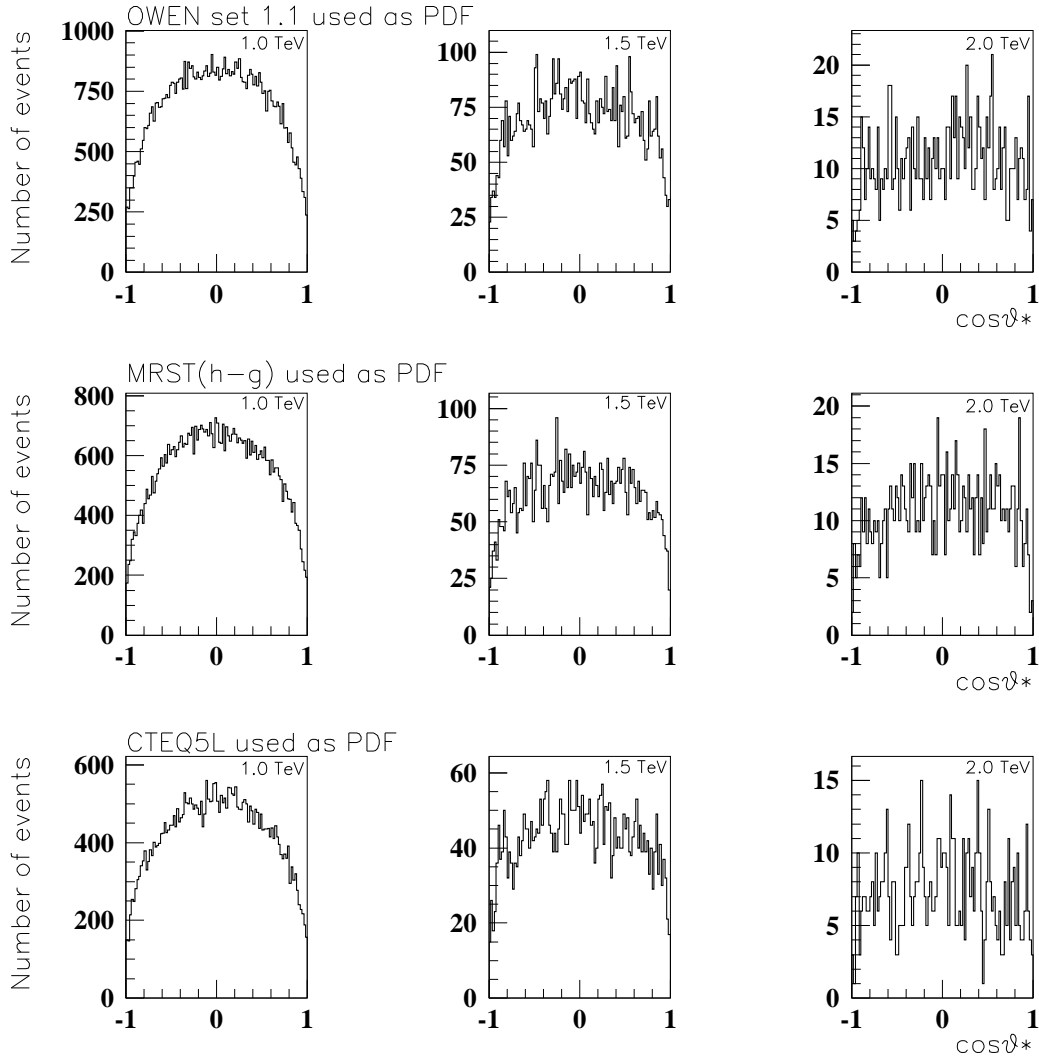 OWEN set 1.1 used as PDF
Number of events
1000
750
500
250
0
-1 0 1
1.0 TeV
100
75
50
25
0
-1 0 1
1.5 TeV
20
15
10
5
0
-1 0 1
2.0 TeV
cosϑ*
MRST(h−g) used as PDF
Number of events
800
600
400
200
0
-1 0 1
1.0 TeV
100
75
50
25
0
-1 0 1
1.5 TeV
20
15
10
5
0
-1 0 1
2.0 TeV
cosϑ*
CTEQ5L used as PDF
Number of events
600
400
200
0
-1 0 1
1.0 TeV
60
40
20
0
-1 0 1
1.5 TeV
15
10
5
0
-1 0 1
2.0 TeV
cosϑ*